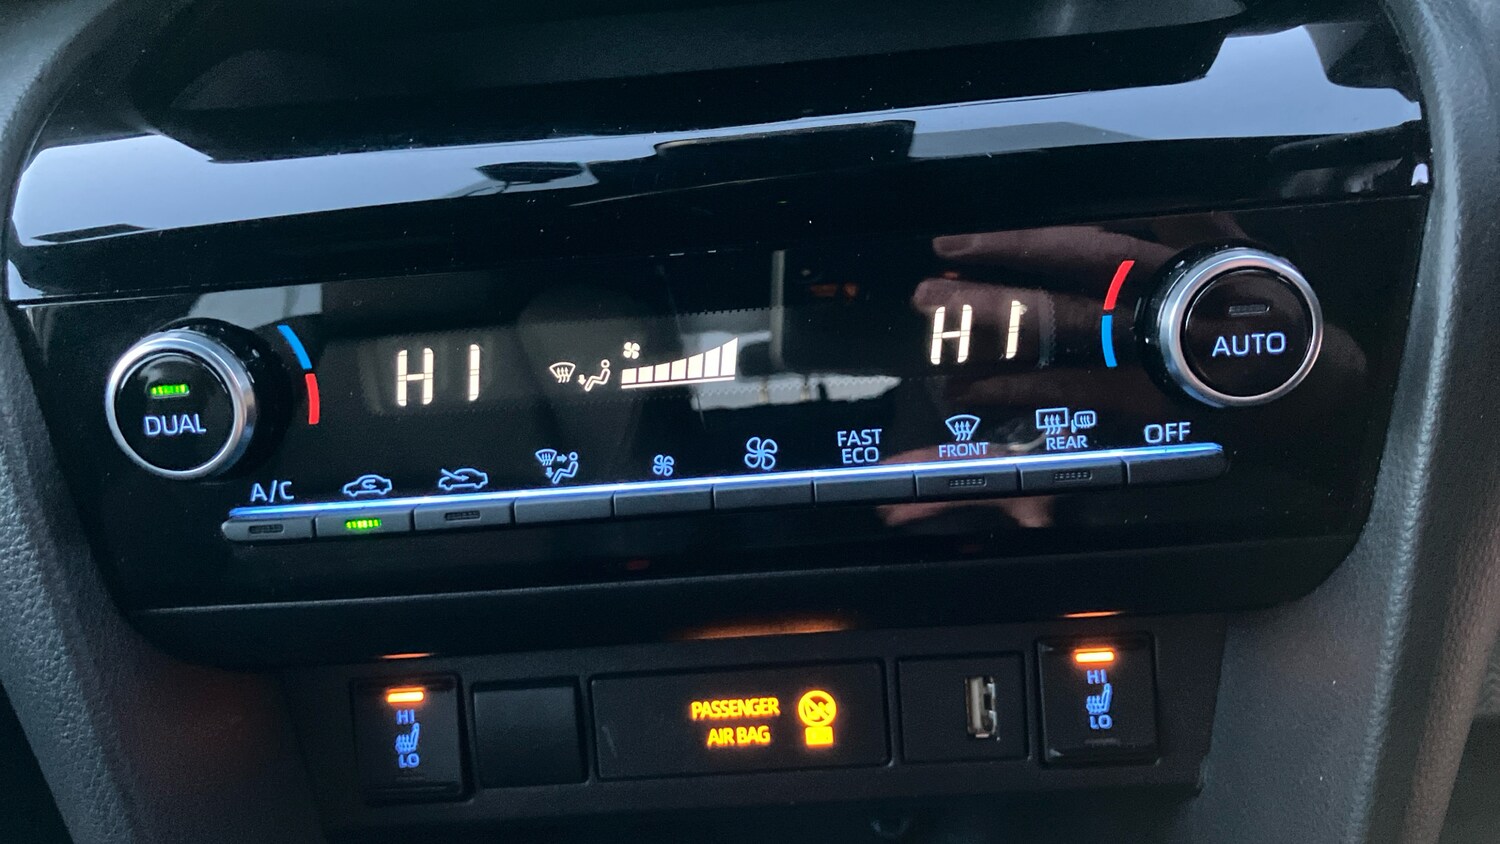 HI
HI
DUAL
AUTO
A/C
FAST
ECO
FRONT
REAR
OFF
HI
LO
PASSENGER
AIR BAG
HI
LO